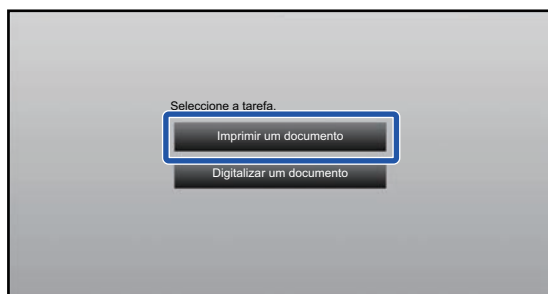 Seleccione a tarefa.
Imprimir um documento
Digitalizar um documento